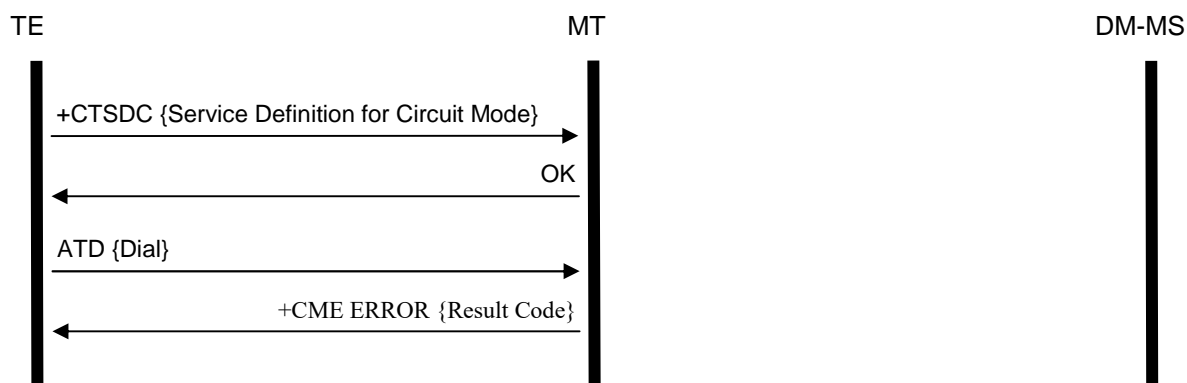 TE MT DM-MS
+CTSDC {Service Definition for Circuit Mode}
OK
ATD {Dial}
+CME ERROR {Result Code}